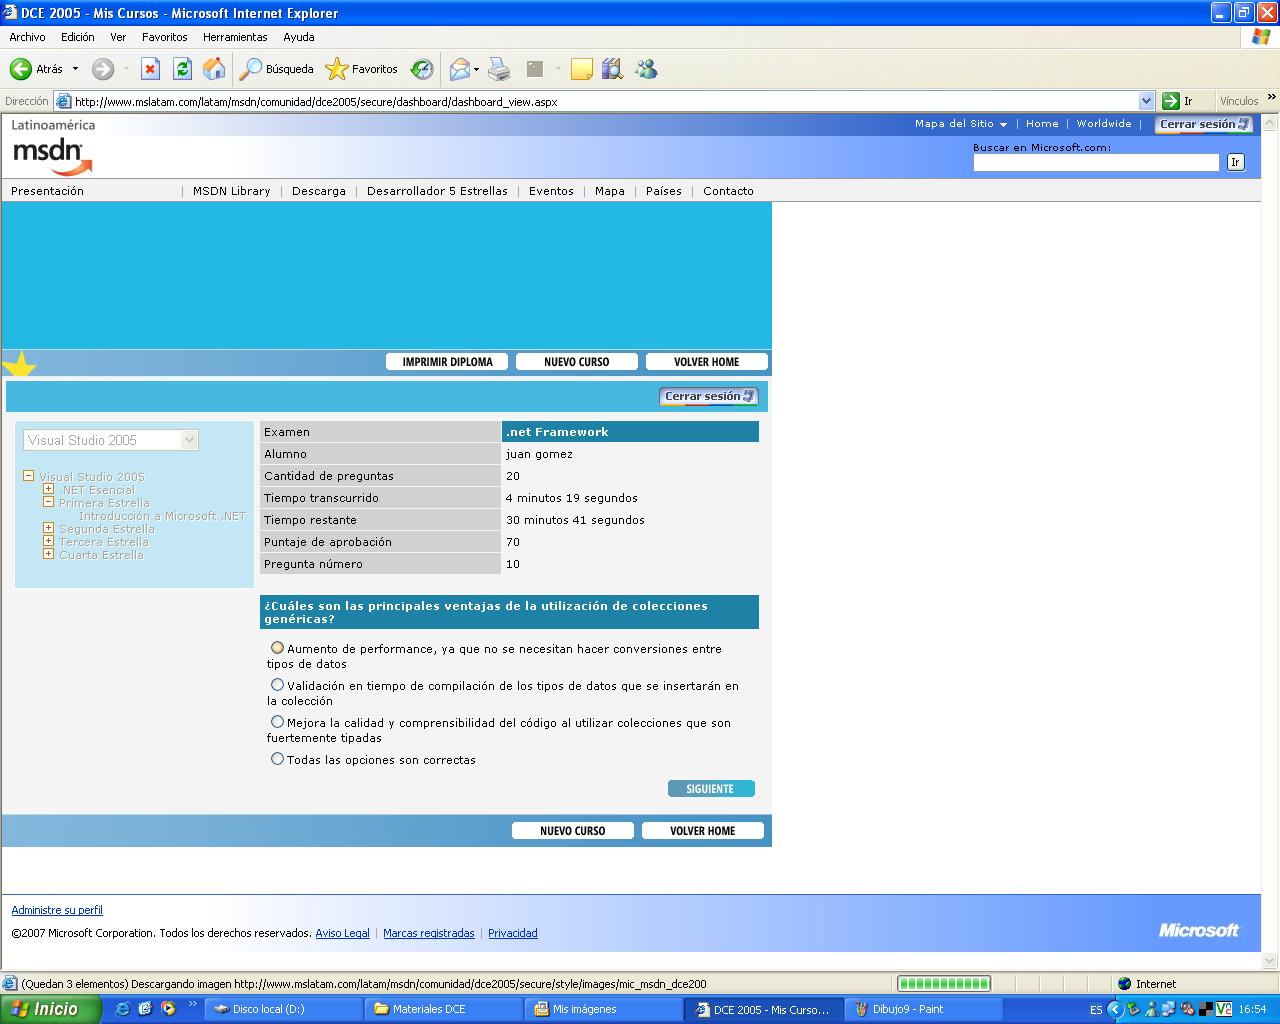 DCE 2005 - Mis Cursos - Microsoft Internet Explorer
Archivo Edición Ver Favoritos Herramientas Ayuda
Atrás Búsqueda Favoritos
Dirección http://www.mslatam.com/latam/msdn/comunidad/dce2005/secure/dashboard/dashboard_view.aspx Ir Vínculos »
Latinoamérica
Mapa del Sitio | Home | Worldwide | Cerrar sesión
msdn
Buscar en Microsoft.com:
Ir
Presentación | MSDN Library | Descarga | Desarrollador 5 Estrellas | Eventos | Mapa | Países | Contacto
IMPRIMIR DIPLOMA NUEVO CURSO VOLVER HOME
Cerrar sesión
Visual Studio 2005
Visual Studio 2005
.NET Esencial
Primera Estrella
Introducción a Microsoft .NET
Segunda Estrella
Tercera Estrella
Cuarta Estrella
Examen .net Framework
Alumno juan gomez
Cantidad de preguntas 20
Tiempo transcurrido 4 minutos 19 segundos
Tiempo restante 30 minutos 41 segundos
Puntaje de aprobación 70
Pregunta número 10
¿Cuáles son las principales ventajas de la utilización de colecciones
genéricas?
Aumento de performance, ya que no se necesitan hacer conversiones entre
tipos de datos
Validación en tiempo de compilación de los tipos de datos que se insertarán en
la colección
Mejora la calidad y comprensibilidad del código al utilizar colecciones que son
fuertemente tipadas
Todas las opciones son correctas
SIGUIENTE
NUEVO CURSO VOLVER HOME
Administre su perfil
©2007 Microsoft Corporation. Todos los derechos reservados. Aviso Legal | Marcas registradas | Privacidad
Microsoft
(Quedan 3 elementos) Descargando imagen http://www.mslatam.com/latam/msdn/comunidad/dce2005/secure/style/images/mic_msdn_dce200 Internet
Inicio » Disco local (D:) Materiales DCE Mis imágenes DCE 2005 - Mis Curso... Dibujo9 - Paint ES 16:54